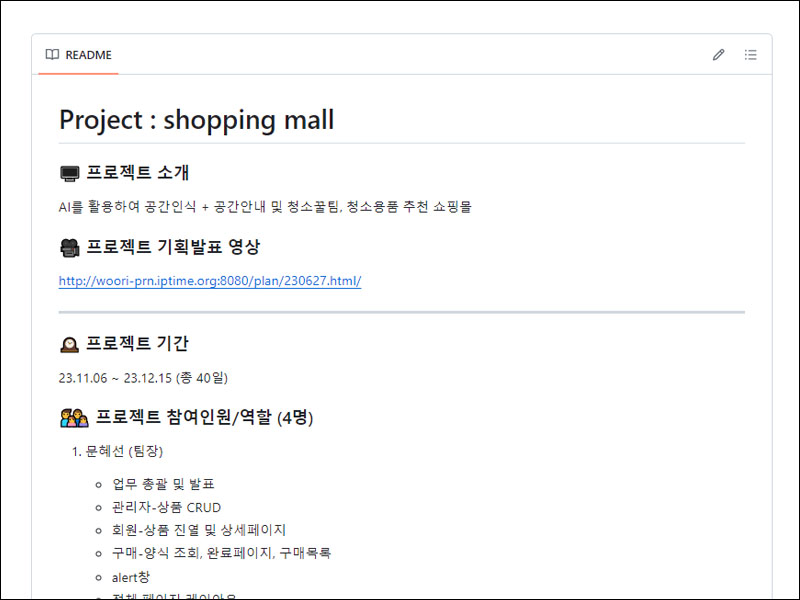 README
Project : shopping mall
프로젝트 소개
AI를 활용하여 공간인식 + 공간안내 및 청소꿀팀, 청소용품 추천 쇼핑몰
프로젝트 기획발표 영상
http://woori-prn.iptime.org:8080/plan/230627.html/
프로젝트 기간
23.11.06 ~ 23.12.15 (총 40일)
프로젝트 참여인원/역할 (4명)
1. 문혜선 (팀장)
업무 총괄 및 발표
관리자-상품 CRUD
회원-상품 진열 및 상세페이지
구매-양식 조회, 완료페이지, 구매목록
alert창